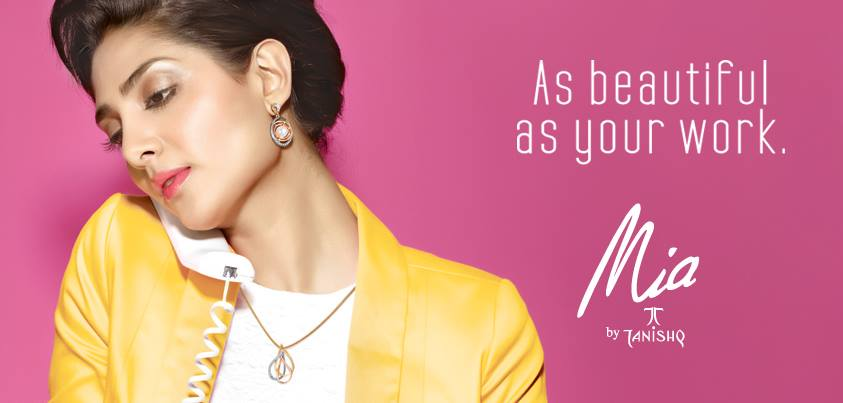 As beautiful
as your work.
Mia
by TANISHQ